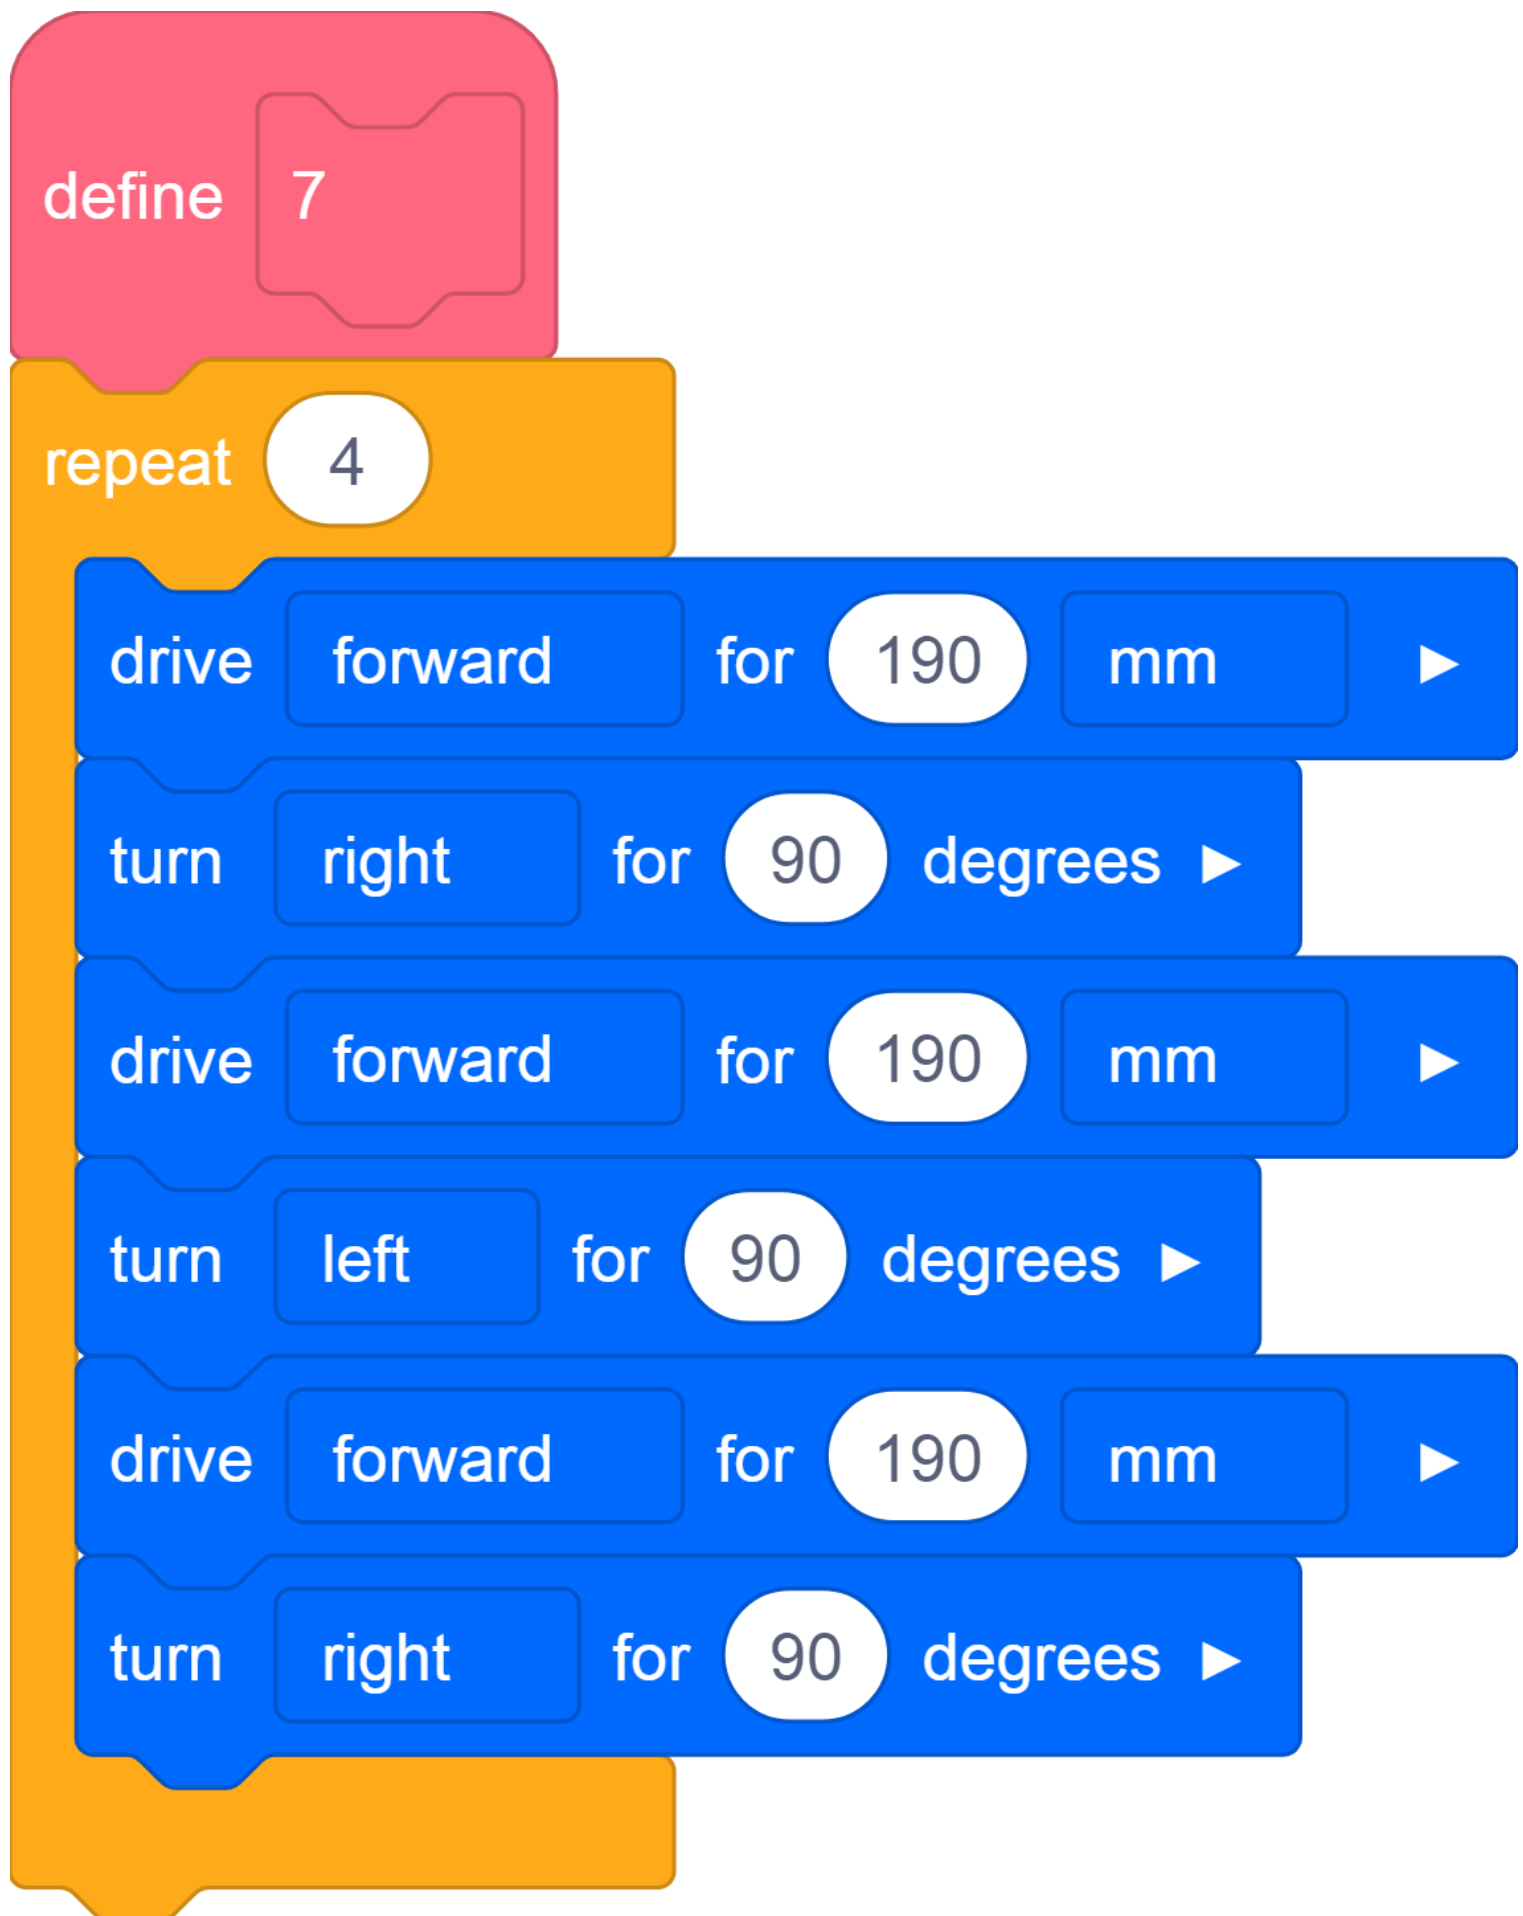 define 7
repeat 4
drive forward for 190 mm
turn right for 90 degrees
drive forward for 190 mm
turn left for 90 degrees
drive forward for 190 mm
turn right for 90 degrees